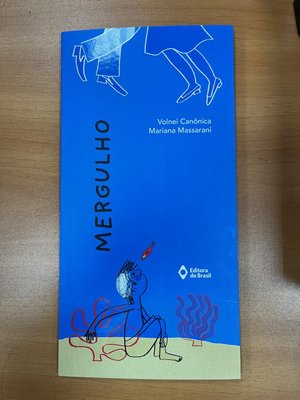 Volnei Canônica
Mariana Massarani
MERGULHO
Editora
do Brasil